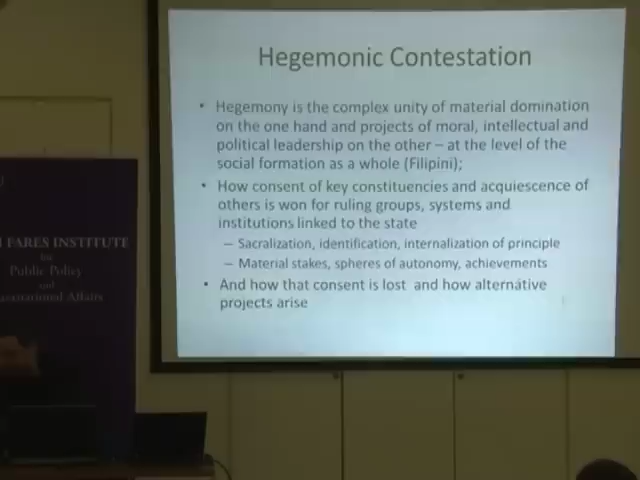 Hegemonic Contestation
• Hegemony is the complex unity of material domination
on the one hand and projects of moral, intellectual and
political leadership on the other – at the level of the
social formation as a whole (Filipini);
• How consent of key constituencies and acquiescence of
others is won for ruling groups, systems and
institutions linked to the state
– Sacralization, identification, internalization of principle
– Material stakes, spheres of autonomy, achievements
• And how that consent is lost and how alternative
projects arise
FARES INSTITUTE
for
Public Policy
and
Affairs